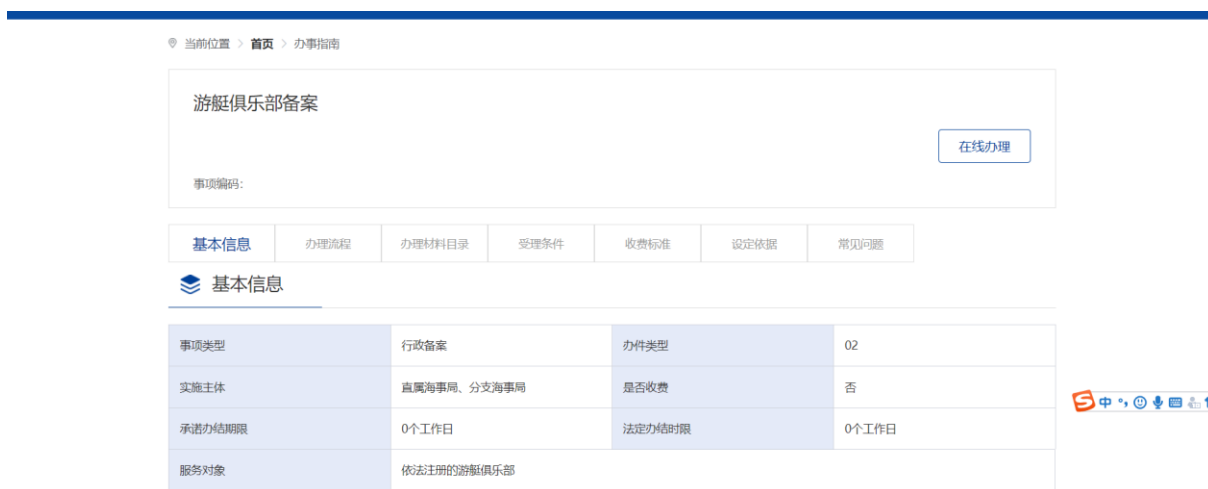 当前位置 > 首页 > 办事指南
游艇俱乐部备案
在线办理
事项编码：
基本信息 办理流程 办理材料目录 受理条件 收费标准 设定依据 常见问题
基本信息
事项类型 行政备案 办件类型 02
实施主体 直属海事局、分支海事局 是否收费 否
承诺办结期限 0个工作日 法定办结时限 0个工作日
服务对象 依法注册的游艇俱乐部
中